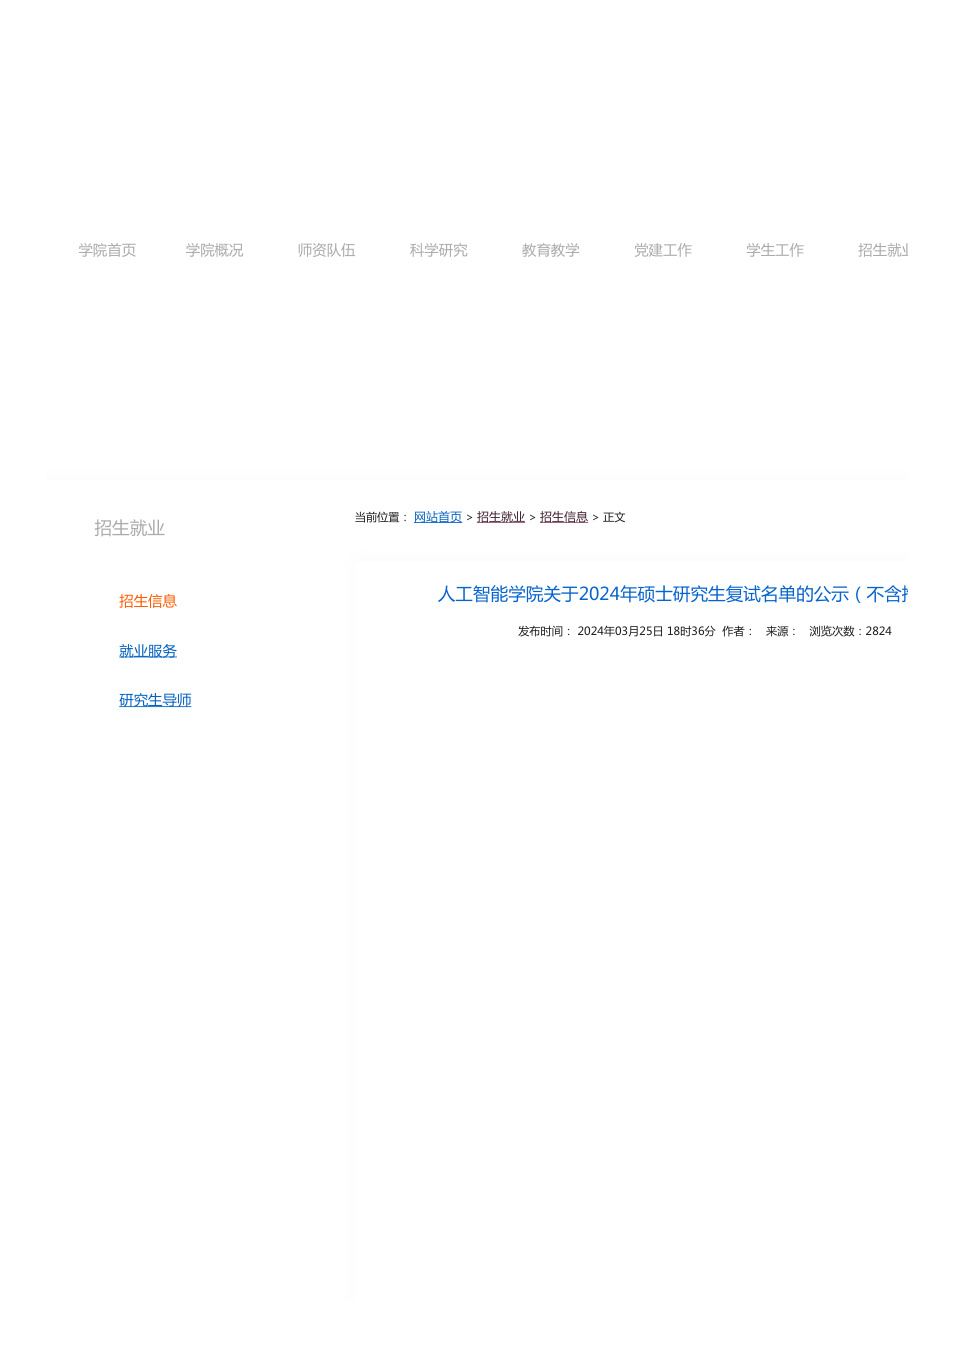 学院首页 学院概况 师资队伍 科学研究 教育教学 党建工作 学生工作 招生就业
招生就业
当前位置： 网站首页 > 招生就业 > 招生信息 > 正文
招生信息
就业服务
研究生导师
人工智能学院关于2024年硕士研究生复试名单的公示（不含
发布时间： 2024年03月25日 18时36分 作者： 来源： 浏览次数：2824